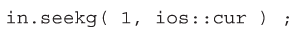 in.seekg( 1, ios::cur ) ;